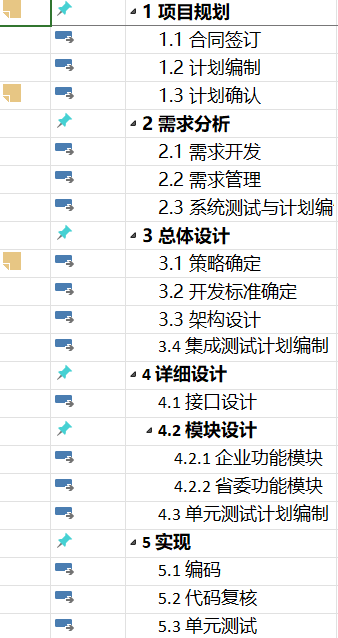 1 项目规划
1.1 合同签订
1.2 计划编制
1.3 计划确认
2 需求分析
2.1 需求开发
2.2 需求管理
2.3 系统测试与计划编
3 总体设计
3.1 策略确定
3.2 开发标准确定
3.3 架构设计
3.4 集成测试计划编制
4 详细设计
4.1 接口设计
4.2 模块设计
4.2.1 企业功能模块
4.2.2 省委功能模块
4.3 单元测试计划编制
5 实现
5.1 编码
5.2 代码复核
5.3 单元测试